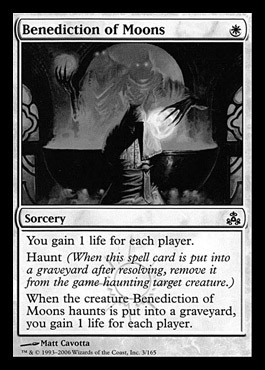 Benediction of Moons
Sorcery
You gain 1 life for each player.
Haunt (When this spell card is put into
a graveyard after resolving, remove it
from the game haunting target creature.)
When the creature Benediction of
Moons haunts is put into a graveyard,
you gain 1 life for each player.
Matt Cavotta
™ & © 1993–2006 Wizards of the Coast, Inc. 3/165